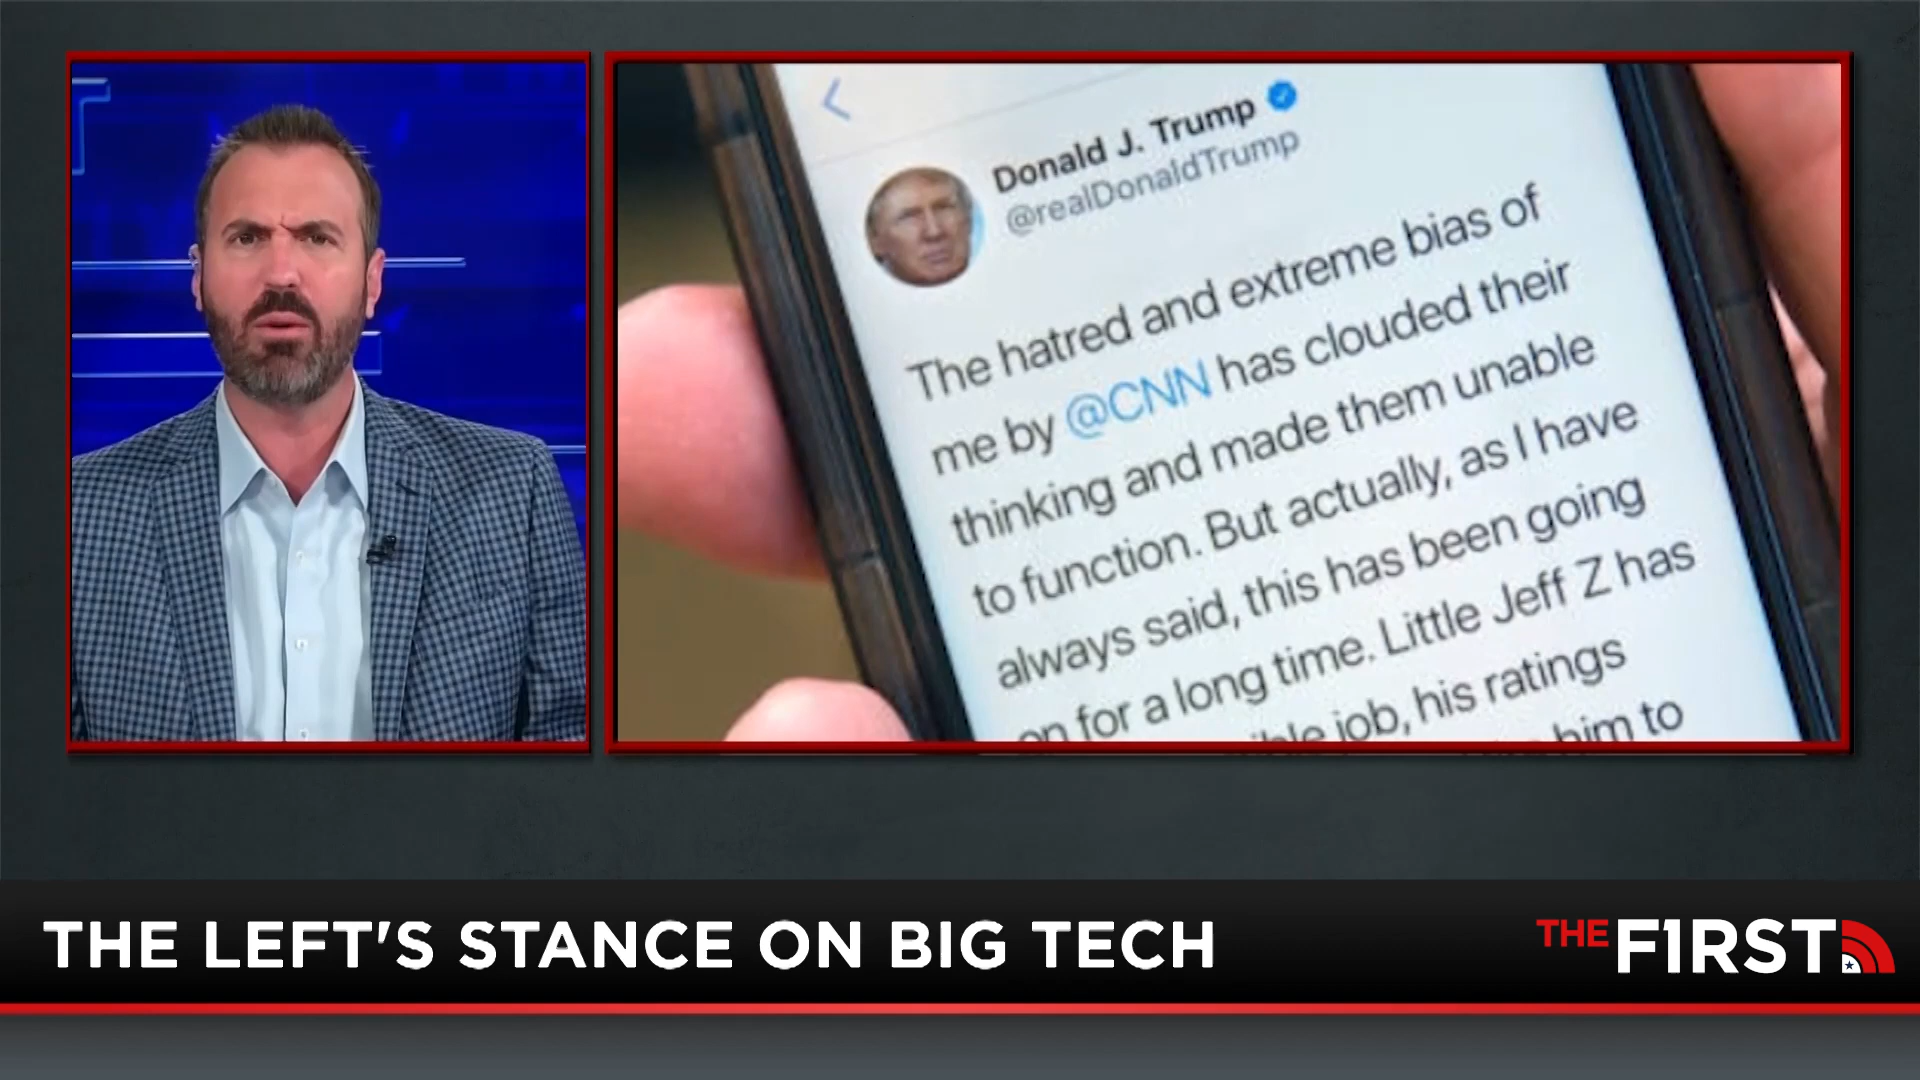 Donald J. Trump
@realDonaldTrump
The hatred and extreme bias of
me by @CNN has clouded their
thinking and made them unable
to function. But actually, as I have
always said, this has been going
on for a long time. Little Jeff Z has
job, his ratings
him to
THE LEFT'S STANCE ON BIG TECH
THE FIRST